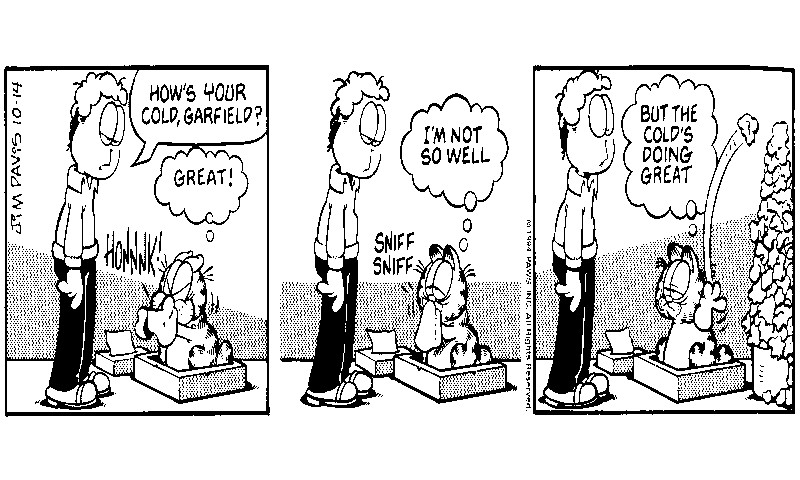 JIM DAVIS 10-14
HOW'S YOUR
COLD, GARFIELD?
GREAT!
HONNNK!
I'M NOT
SO WELL
SNIFF
SNIFF
© 1994 PAWS, INC. All Rights Reserved.
BUT THE
COLD'S
DOING
GREAT